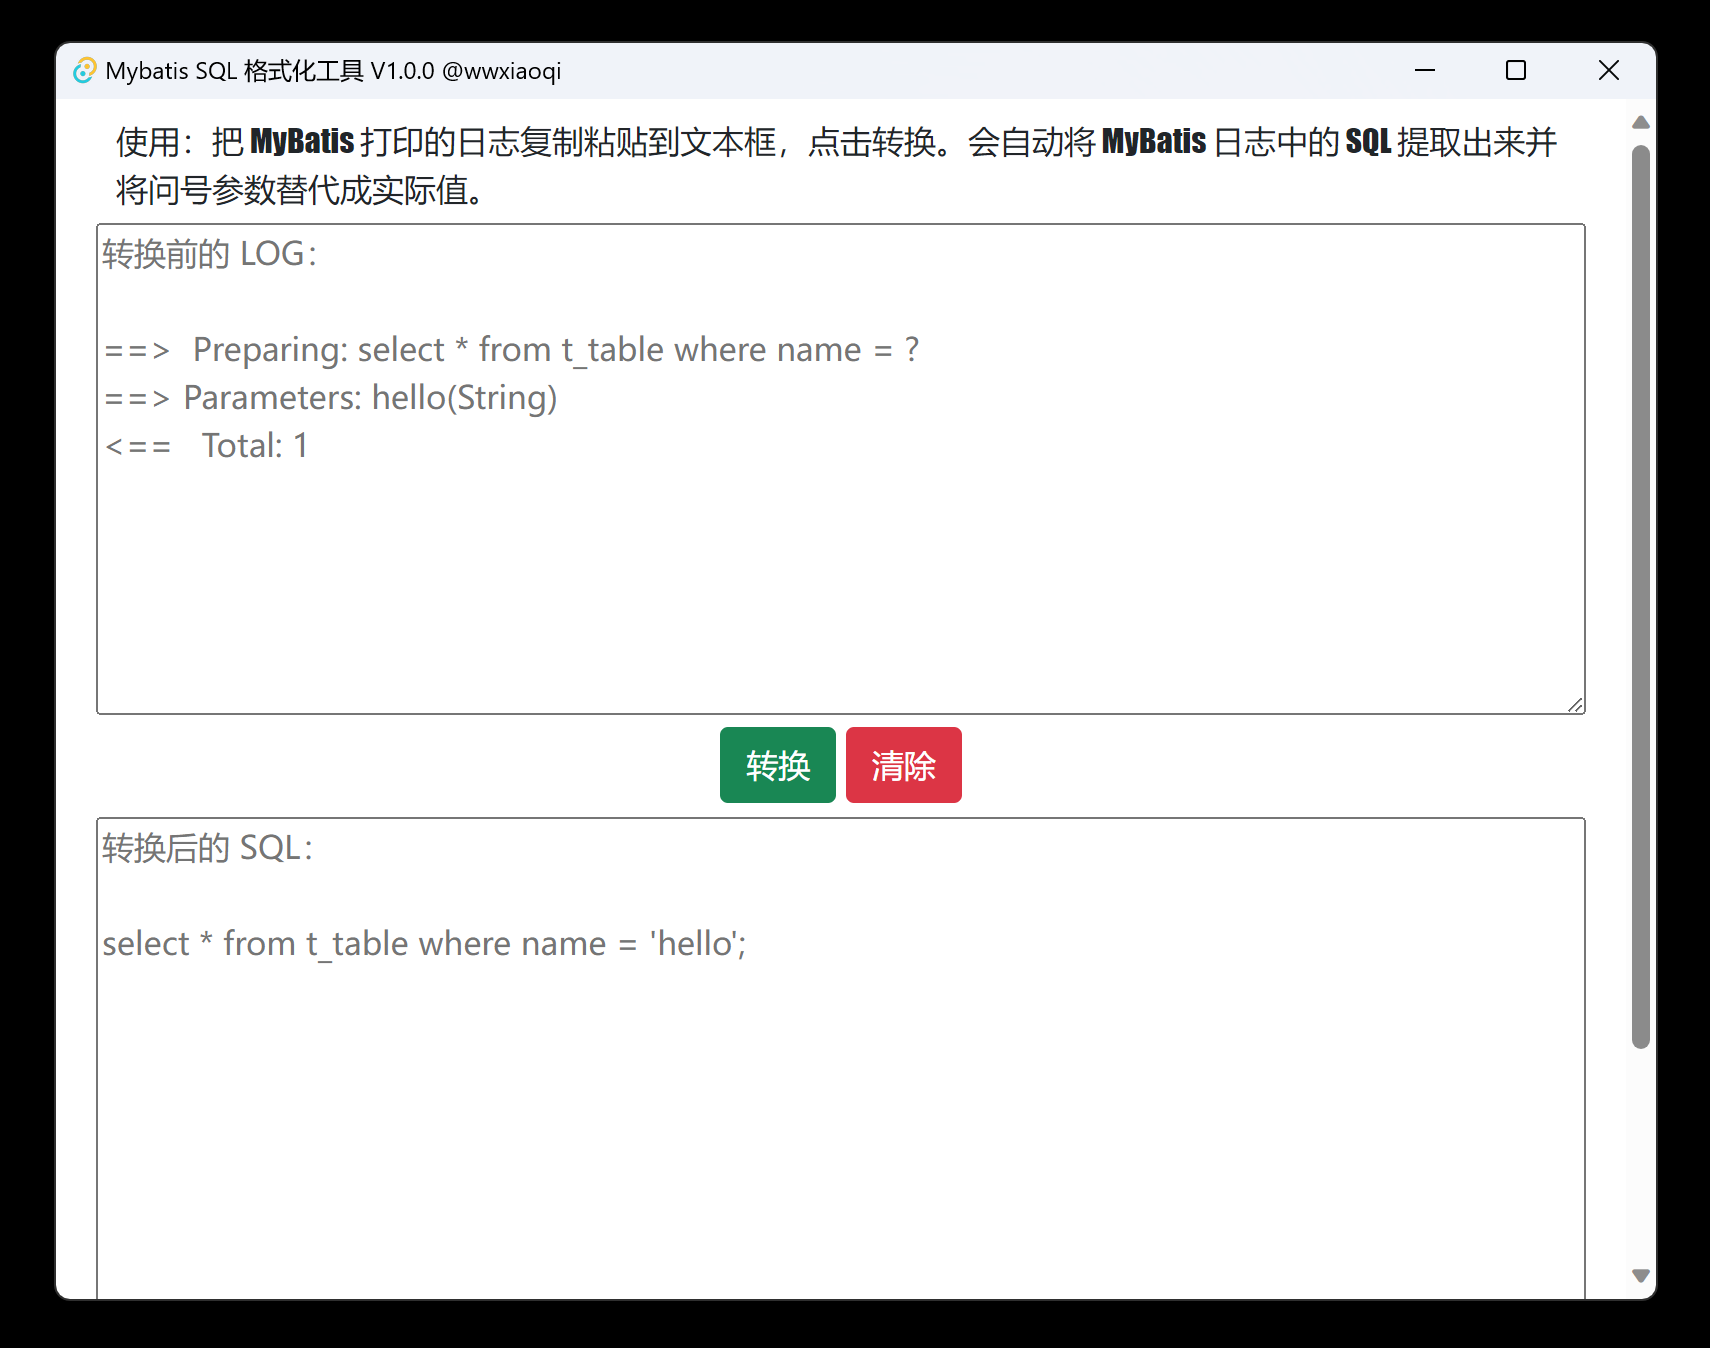 Mybatis SQL 格式化工具 V1.0.0 @wwxiaoqi
使用：把 MyBatis 打印的日志复制粘贴到文本框，点击转换。会自动将 MyBatis 日志中的 SQL 提取出来并
将问号参数替代成实际值。
转换前的 LOG：
==>  Preparing: select * from t_table where name = ?
==> Parameters: hello(String)
<==   Total: 1
转换 清除
转换后的 SQL：
select * from t_table where name = 'hello';